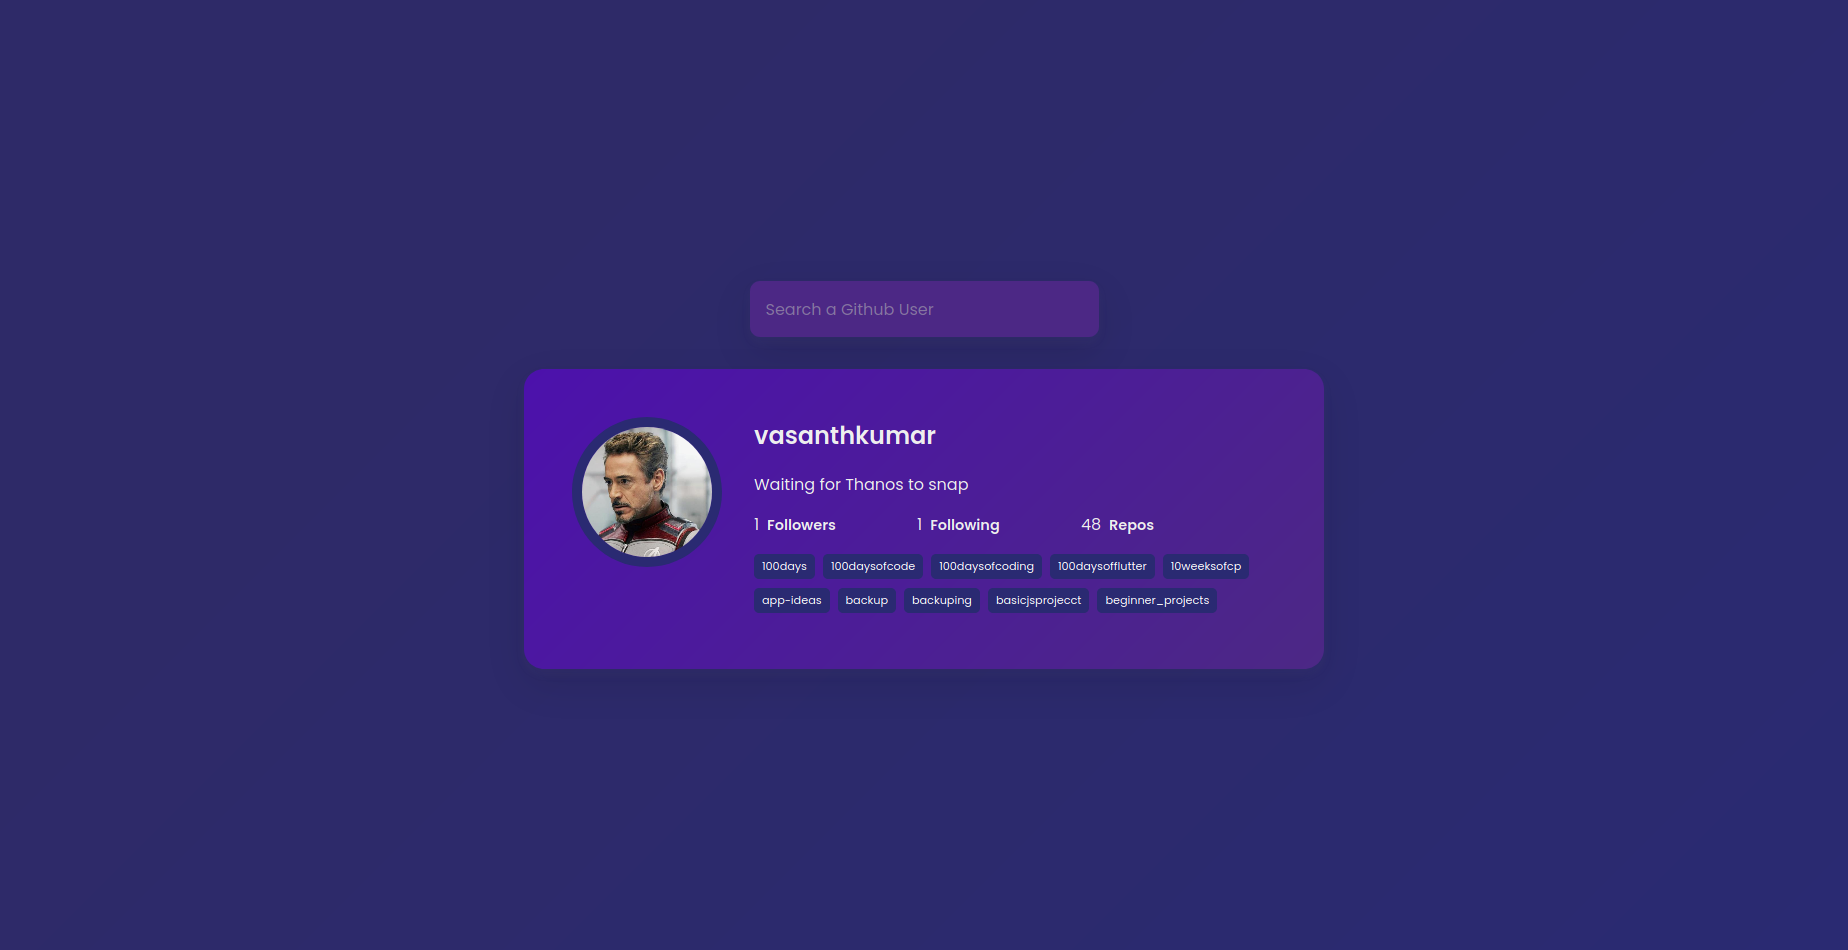 Search a Github User
vasanthkumar
Waiting for Thanos to snap
1 Followers 1 Following 48 Repos
100days 100daysofcode 100daysofcoding 100daysofflutter 10weeksofcp
app-ideas backup backuping basicjsprojecct beginner_projects